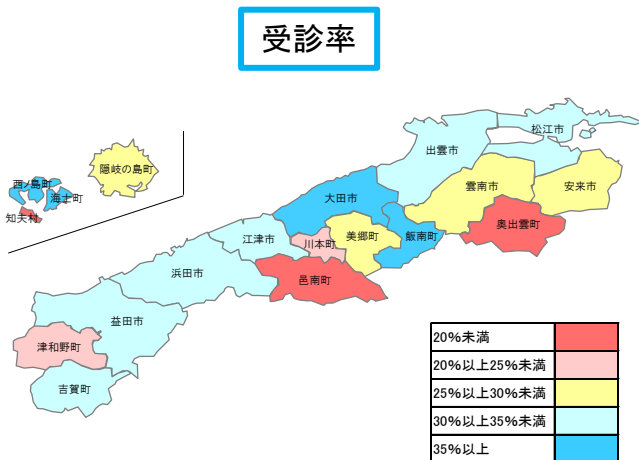 受診率
松江市
出雲市
隠岐の島町
西ノ島町
海士町
知夫村
雲南市
安来市
大田市
奥出雲町
飯南町
美郷町
川本町
江津市
邑南町
浜田市
益田市
津和野町
吉賀町
20%未満
20%以上25%未満
25%以上30%未満
30%以上35%未満
35%以上